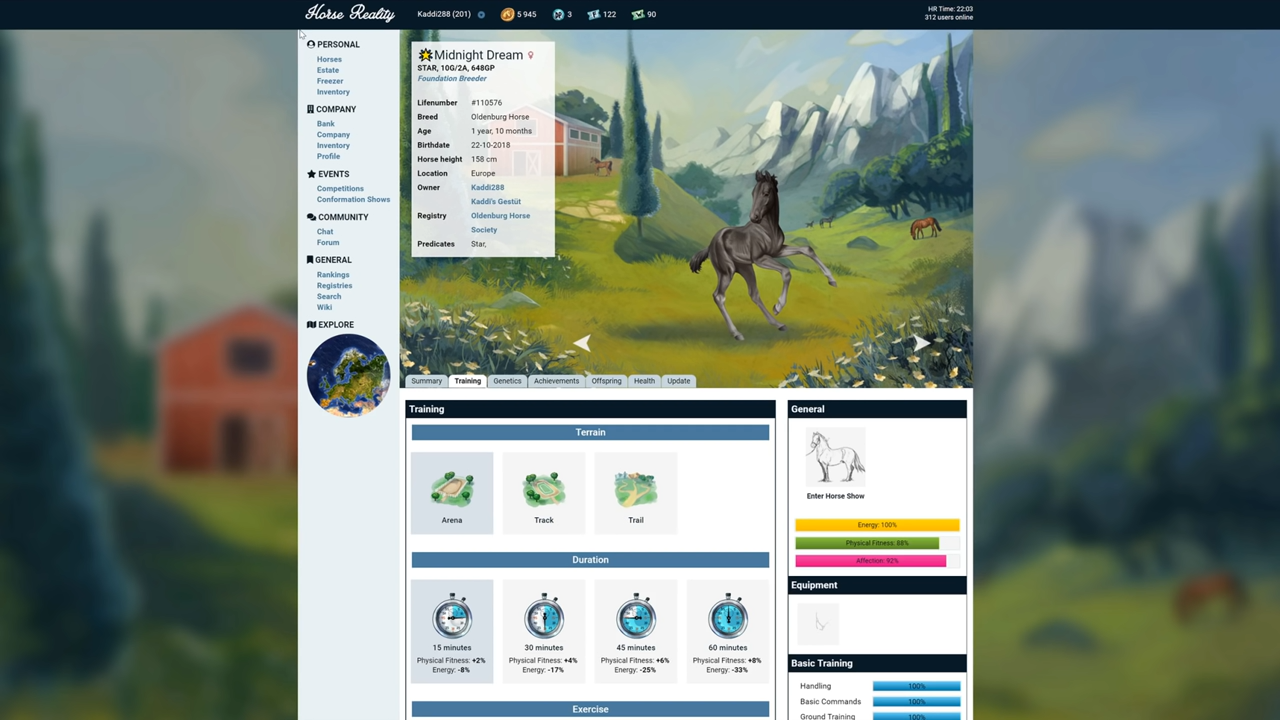 Horse Reality
Kaddi288 (201)
5 945
3
122
90
HR Time: 22:03
312 users online
PERSONAL
Horses
Estate
Freezer
Inventory
COMPANY
Bank
Company
Inventory
Profile
EVENTS
Competitions
Conformation Shows
COMMUNITY
Chat
Forum
GENERAL
Rankings
Registries
Search
Wiki
EXPLORE
Midnight Dream
STAR, 10G/2A, 648GP
Foundation Breeder
Lifenumber #110576
Breed Oldenburg Horse
Age 1 year, 10 months
Birthdate 22-10-2018
Horse height 158 cm
Location Europe
Owner Kaddi288
Kaddi's Gestüt
Registry Oldenburg Horse
Society
Predicates Star,
Summary Training Genetics Achievements Offspring Health Update
Training
Terrain
Arena Track Trail
Duration
15 minutes 30 minutes 45 minutes 60 minutes
Physical Fitness: +2% Physical Fitness: +4% Physical Fitness: +6% Physical Fitness: +8%
Energy: -8% Energy: -17% Energy: -25% Energy: -33%
Exercise
General
Enter Horse Show
Energy: 100%
Physical Fitness: 88%
Affection: 92%
Equipment
Basic Training
Handling 100%
Basic Commands 100%
Ground Training 100%